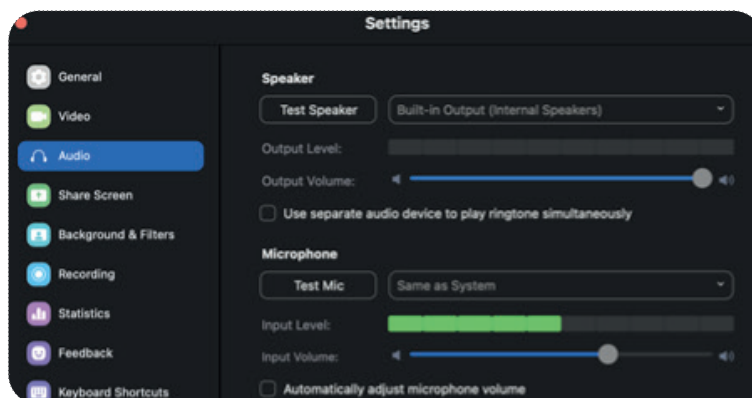 Settings
General
Video
Audio
Share Screen
Background & Filters
Recording
Statistics
Feedback
Keyboard Shortcuts
Speaker
Test Speaker
Built-in Output (Internal Speakers)
Output Level:
Output Volume:
Use separate audio device to play ringtone simultaneously
Microphone
Test Mic
Same as System
Input Level:
Input Volume:
Automatically adjust microphone volume